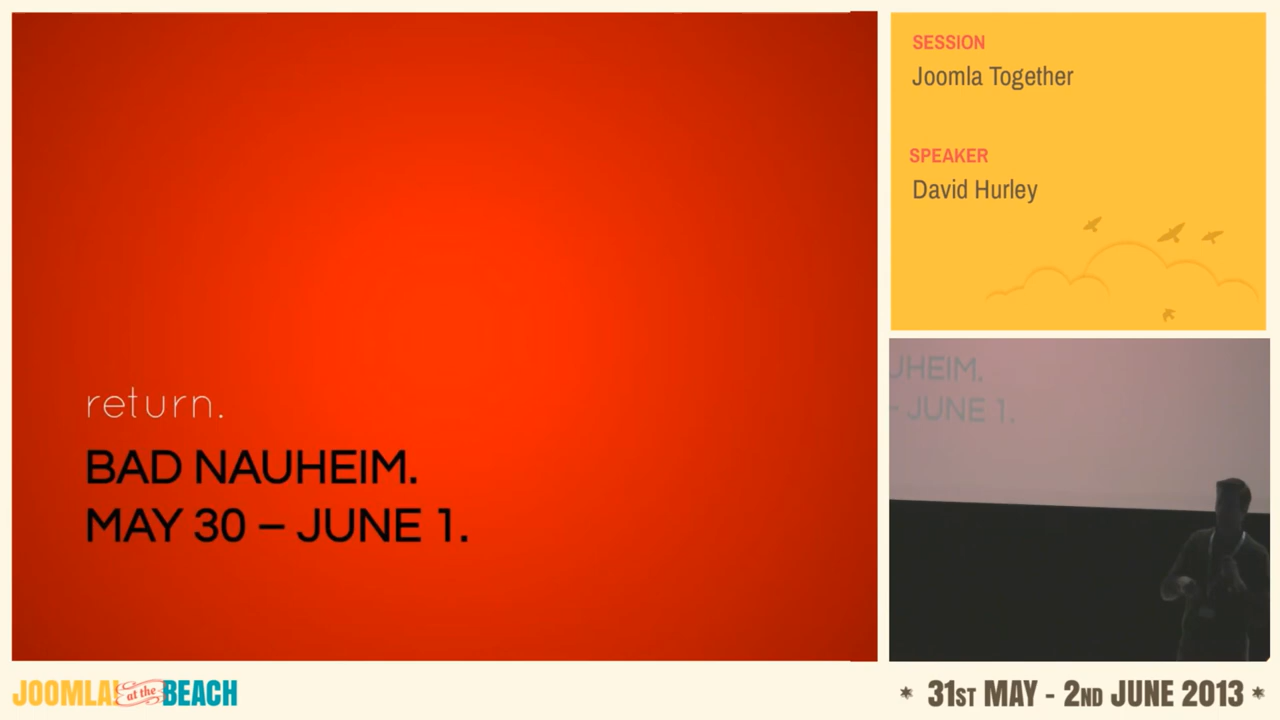 return.
BAD NAUHEIM.
MAY 30 – JUNE 1.
SESSION
Joomla Together
SPEAKER
David Hurley
UHEIM.
– JUNE 1.
JOOMLA! at the BEACH
* 31ST MAY - 2ND JUNE 2013 *